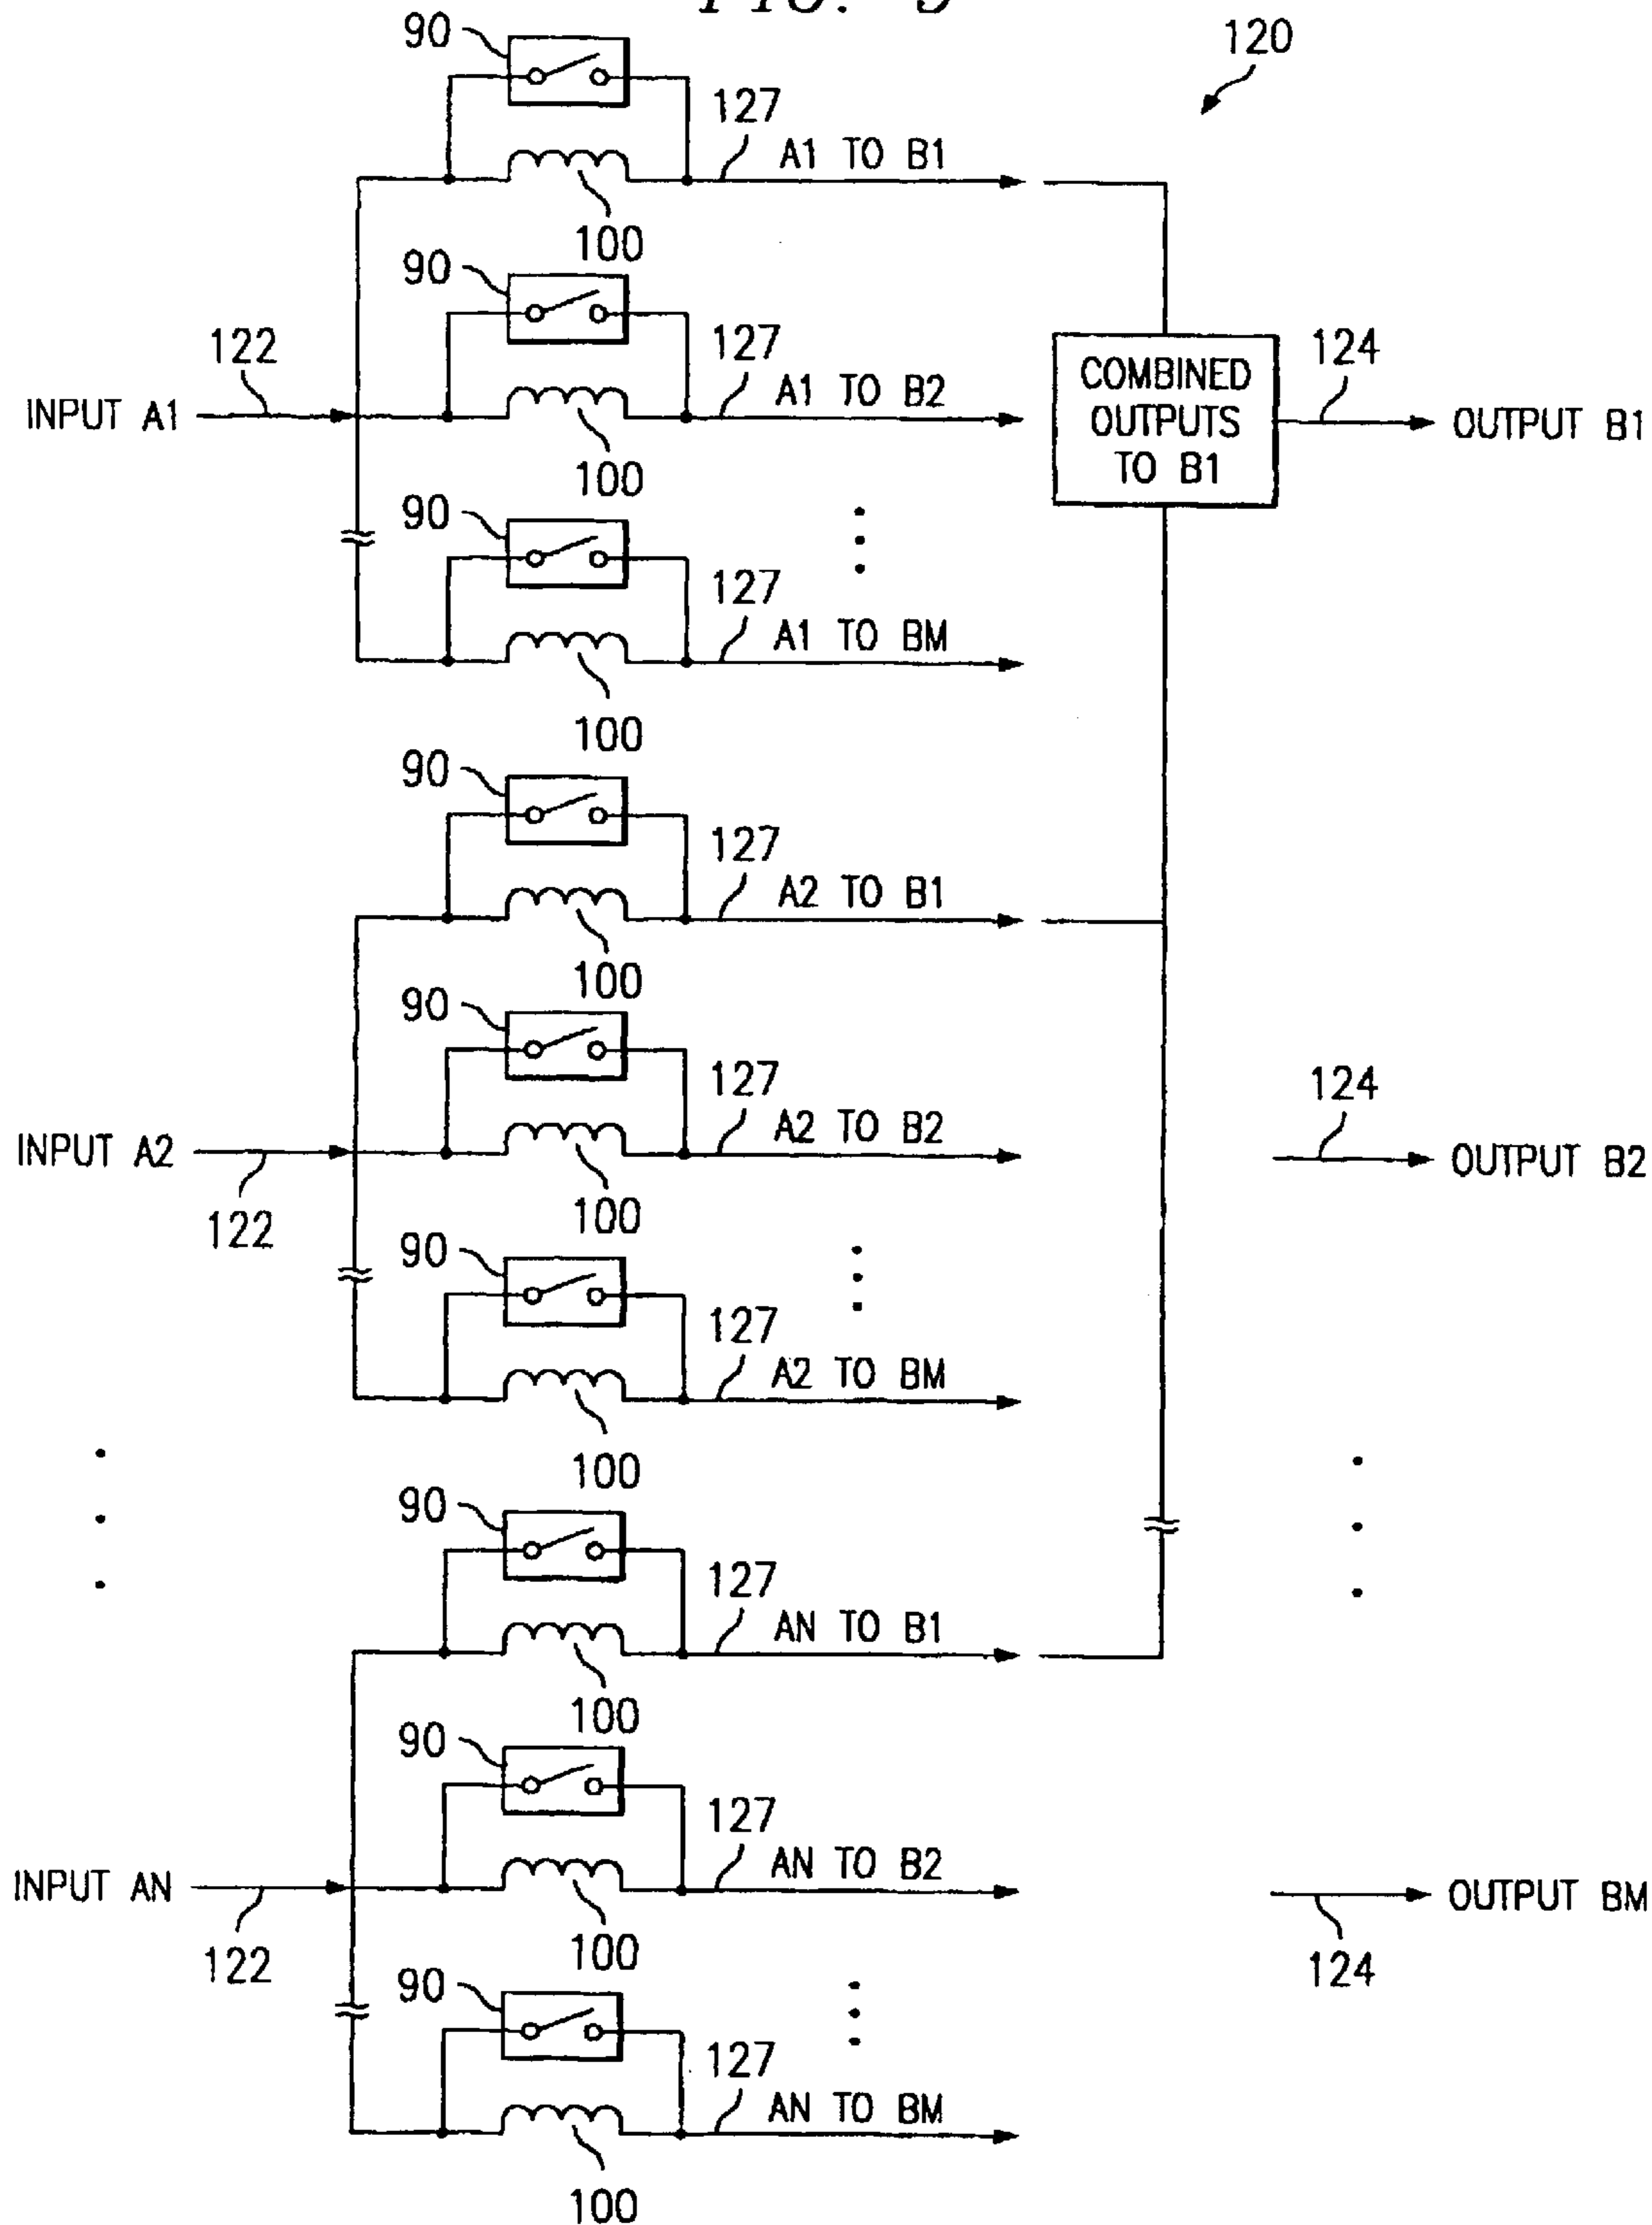 FIG. 5
90
120
127
A1 TO B1
100
90
127
A1 TO B2
122
INPUT A1
100
COMBINED
OUTPUTS
TO B1
124
OUTPUT B1
90
127
A1 TO BM
100
90
127
A2 TO B1
100
90
127
A2 TO B2
INPUT A2
122
100
124
OUTPUT B2
90
127
A2 TO BM
100
90
127
AN TO B1
100
90
127
AN TO B2
INPUT AN
122
100
OUTPUT BM
124
90
127
AN TO BM
100